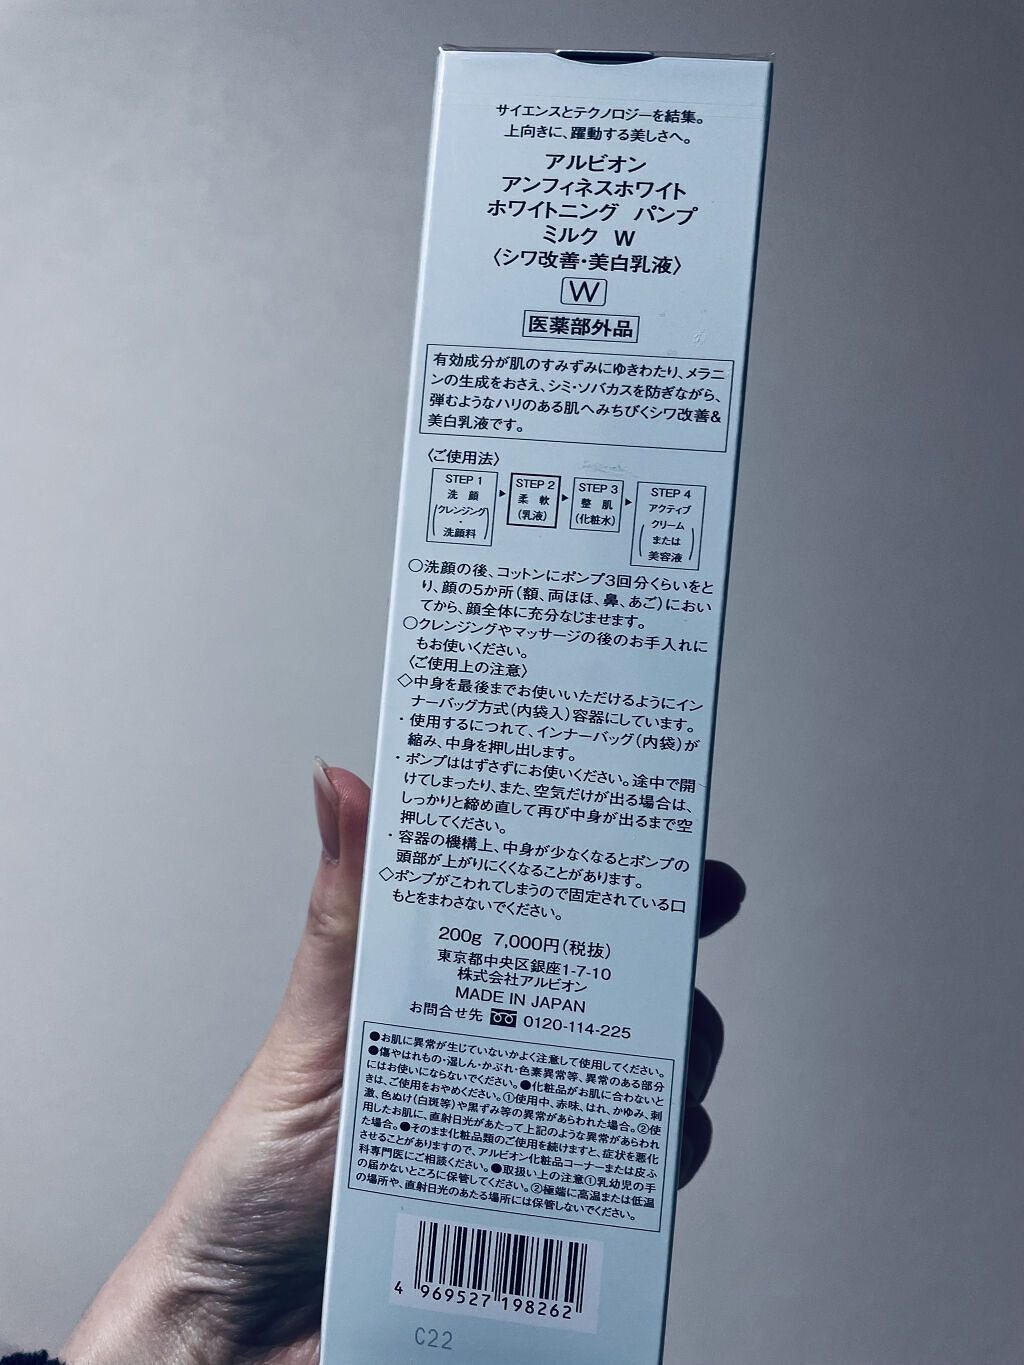 サイエンスとテクノロジーを結集。
上向きに、躍動する美しさへ。
アルビオン
アンフィネスホワイト
ホワイトニング パンプ
ミルク W
〈シワ改善・美白乳液〉
W
医薬部外品
有効成分が肌のすみずみにゆきわたり、メラニ
ンの生成をおさえ、シミ・ソバカスを防ぎながら、
弾むようなハリのある肌へみちびくシワ改善&
美白乳液です。
〈ご使用法〉
STEP 1
洗顔
(クレンジング
・
洗顔料)
▶
STEP 2
柔軟
(乳液)
▶
STEP 3
整肌
(化粧水)
▶
STEP 4
アクティブ
(クリーム
または
美容液)
○洗顔の後、コットンにポンプ3回分くらいをと
り、顔の5か所(額、両ほほ、鼻、あご)におい
てから、顔全体に充分なじませます。
○クレンジングやマッサージの後のお手入れに
もお使いください。
〈ご使用上の注意〉
◇中身を最後までお使いいただけるようにイン
ナーバッグ方式(内袋入)容器にしています。
・使用するにつれて、インナーバッグ(内袋)が
縮み、中身を押し出します。
・ポンプははずさずにお使いください。途中で開
けてしまったり、また、空気だけが出る場合は、
しっかりと締め直して再び中身が出るまで空
押ししてください。
・容器の機構上、中身が少なくなるとポンプの
頭部が上がりにくくなることがあります。
◇ポンプがこわれてしまうので固定されている口
もとをまわさないでください。
200g 7,000円(税抜)
東京都中央区銀座1-7-10
株式会社アルビオン
MADE IN JAPAN
お問合せ先 0120-114-225
●お肌に異常が生じていないかよく注意して使用してください。
●傷やはれもの・湿しん・かぶれ・色素異常等、異常のある部分
にはお使いにならないでください。●化粧品がお肌に合わないと
きは、ご使用をおやめください。①使用中、赤味、はれ、かゆみ、刺
激、色ぬけ(白斑等)や黒ずみ等の異常があらわれた場合。②使
用したお肌に、直射日光があたって上記のような異常があらわれ
た場合。●そのまま化粧品類のご使用を続けますと、症状を悪化
させることがありますので、アルビオン化粧品コーナーまたは皮ふ
科専門医にご相談ください。●取扱い上の注意①乳幼児の手
の届かないところに保管してください。②極端に高温または低温
の場所や、直射日光のあたる場所には保管しないでください。
4 969527 198262
C22